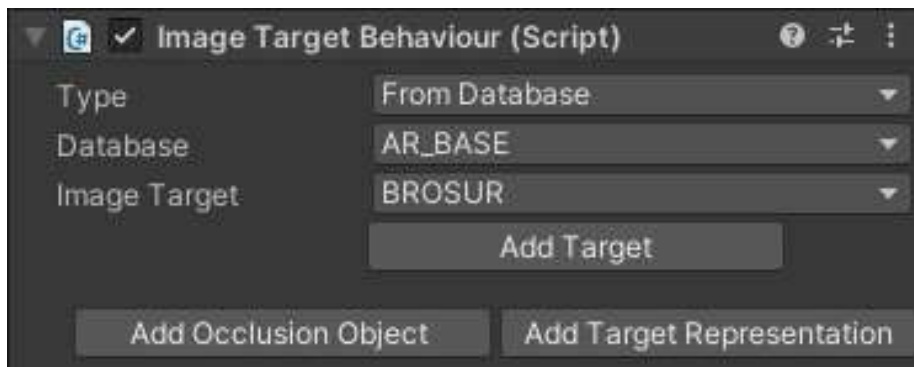 Image Target Behaviour (Script)
Type From Database
Database AR_BASE
Image Target BROSUR
Add Target
Add Occlusion Object Add Target Representation